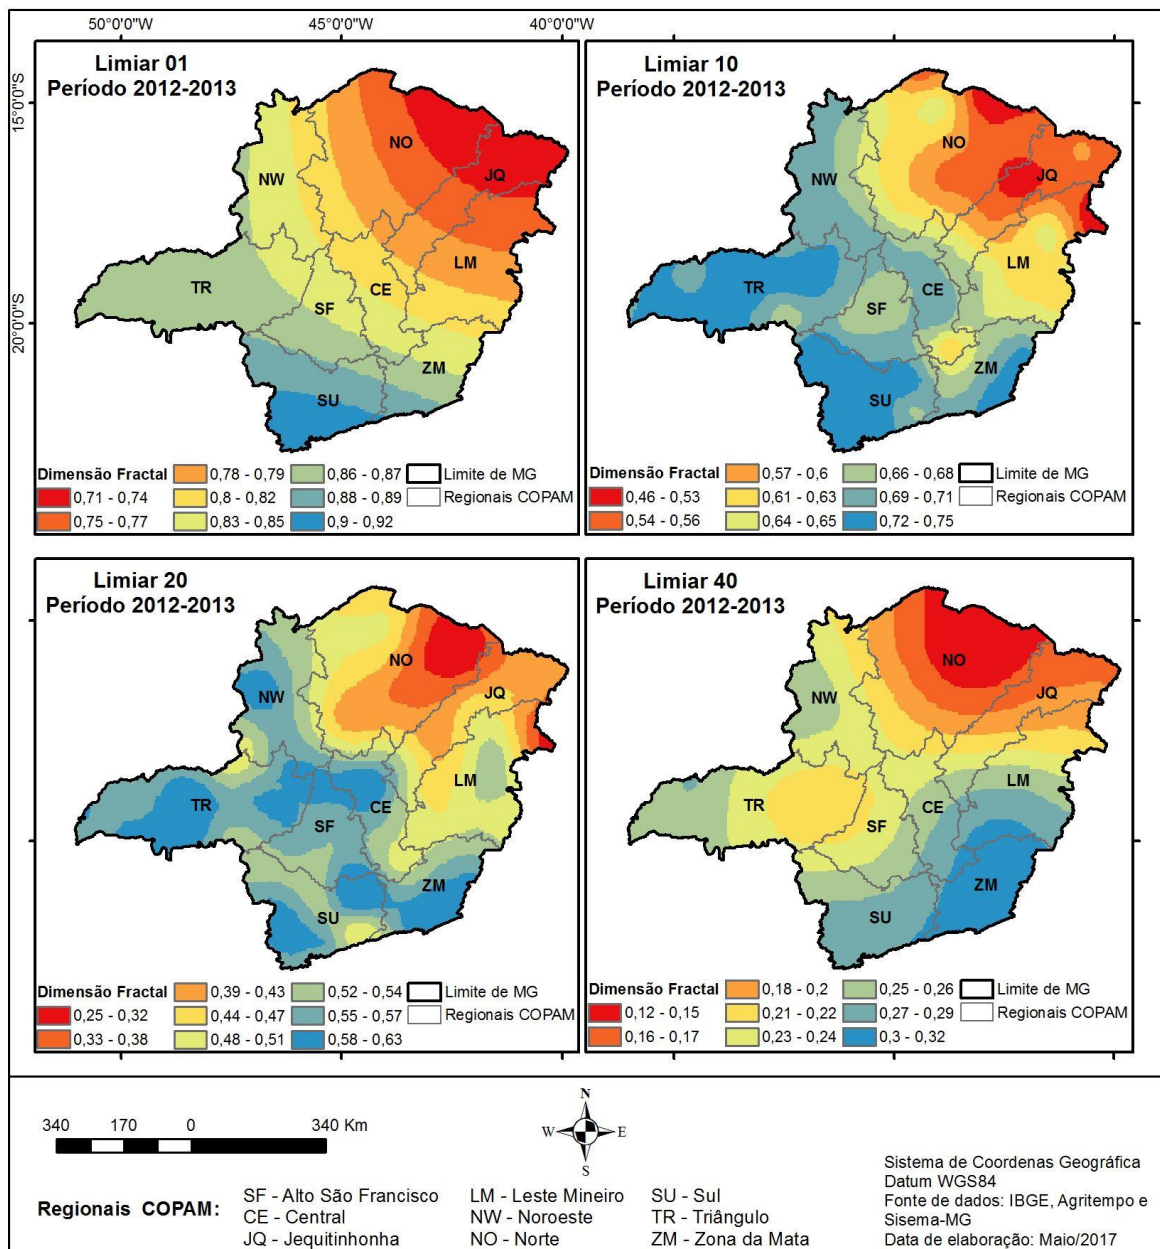 50°0'0"W 45°0'0"W 40°0'0"W
15°0'0"S
20°0'0"S
Limiar 01
Período 2012-2013
NO
JQ
NW
LM
TR
CE
SF
ZM
SU
Dimensão Fractal
0,71 - 0,74
0,75 - 0,77
0,78 - 0,79
0,8 - 0,82
0,83 - 0,85
0,86 - 0,87
0,88 - 0,89
0,9 - 0,92
Limite de MG
Regionais COPAM
Limiar 10
Período 2012-2013
NO
JQ
NW
LM
TR
CE
SF
ZM
SU
Dimensão Fractal
0,46 - 0,53
0,54 - 0,56
0,57 - 0,6
0,61 - 0,63
0,64 - 0,65
0,66 - 0,68
0,69 - 0,71
0,72 - 0,75
Limite de MG
Regionais COPAM
Limiar 20
Período 2012-2013
NO
JQ
NW
LM
TR
CE
SF
ZM
SU
Dimensão Fractal
0,25 - 0,32
0,33 - 0,38
0,39 - 0,43
0,44 - 0,47
0,48 - 0,51
0,52 - 0,54
0,55 - 0,57
0,58 - 0,63
Limite de MG
Regionais COPAM
Limiar 40
Período 2012-2013
NO
JQ
NW
LM
TR
CE
SF
ZM
SU
Dimensão Fractal
0,12 - 0,15
0,16 - 0,17
0,18 - 0,2
0,21 - 0,22
0,23 - 0,24
0,25 - 0,26
0,27 - 0,29
0,3 - 0,32
Limite de MG
Regionais COPAM
340 170 0 340 Km
N
W E
S
Regionais COPAM:
SF - Alto São Francisco
CE - Central
JQ - Jequitinhonha
LM - Leste Mineiro
NW - Noroeste
NO - Norte
SU - Sul
TR - Triângulo
ZM - Zona da Mata
Sistema de Coordenas Geográfica
Datum WGS84
Fonte de dados: IBGE, Agritempo e
Sisema-MG
Data de elaboração: Maio/2017